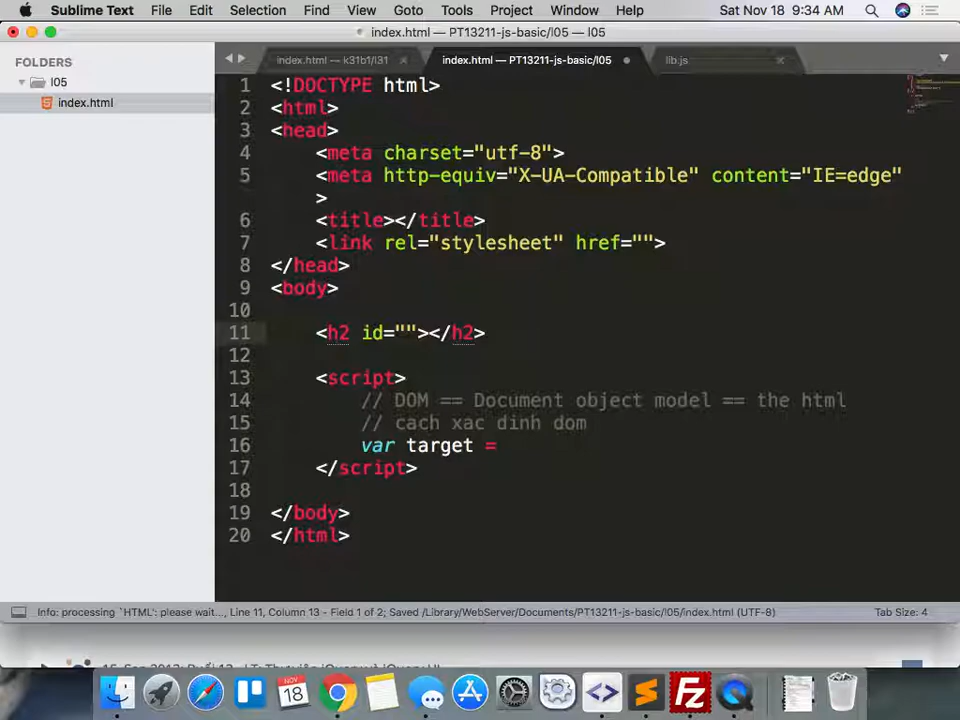 Sublime Text File Edit Selection Find View Goto Tools Project Window Help Sat Nov 18 9:34 AM
index.html — PT13211-js-basic/l05 — l05
FOLDERS
l05
index.html
index.html — k31b1/l31
index.html — PT13211-js-basic/l05
lib.js
1 <!DOCTYPE html>
2 <html>
3 <head>
4 <meta charset="utf-8">
5 <meta http-equiv="X-UA-Compatible" content="IE=edge"
>
6 <title></title>
7 <link rel="stylesheet" href="">
8 </head>
9 <body>
10
11 <h2 id=""></h2>
12
13 <script>
14 // DOM == Document object model == the html
15 // cach xac dinh dom
16 var target =
17 </script>
18
19 </body>
20 </html>
Info: processing `HTML': please wait..., Line 11, Column 13 - Field 1 of 2; Saved /Library/WebServer/Documents/PT13211-js-basic/l05/index.html (UTF-8) Tab Size: 4
NOV
18